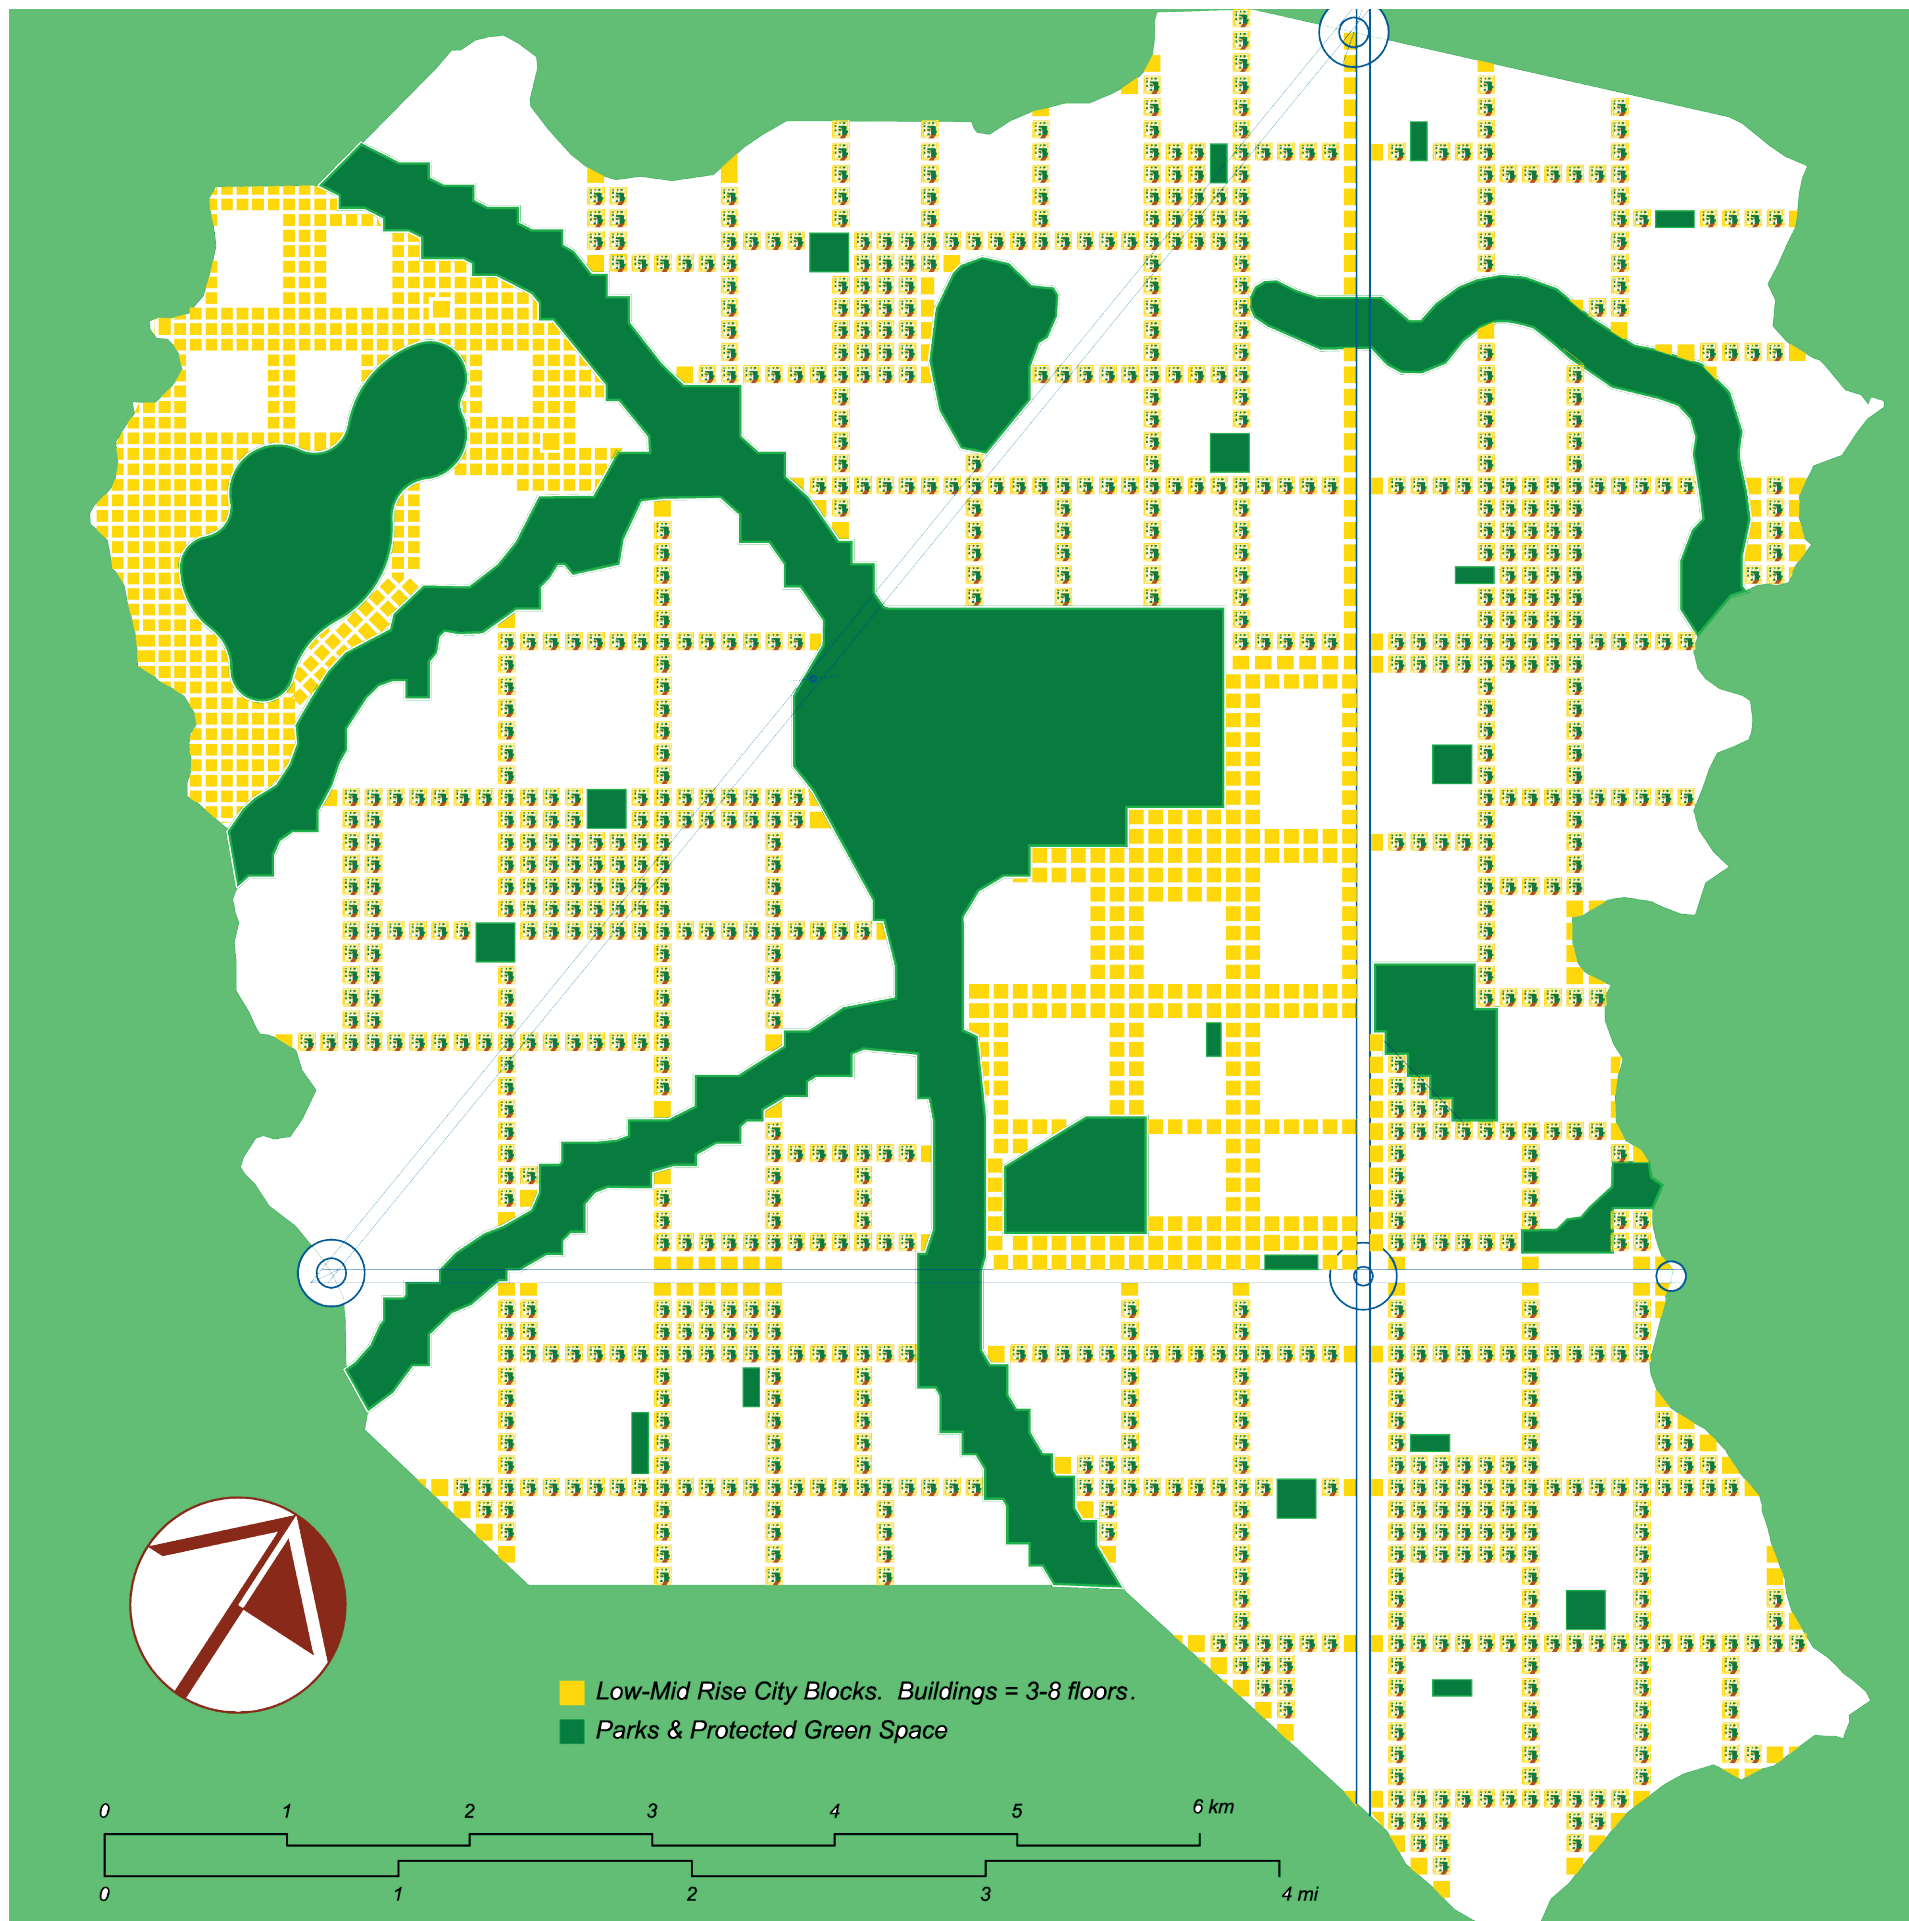 Low-Mid Rise City Blocks.  Buildings = 3-8 floors.
Parks & Protected Green Space
0 1 2 3 4 5 6 km
0 1 2 3 4 mi